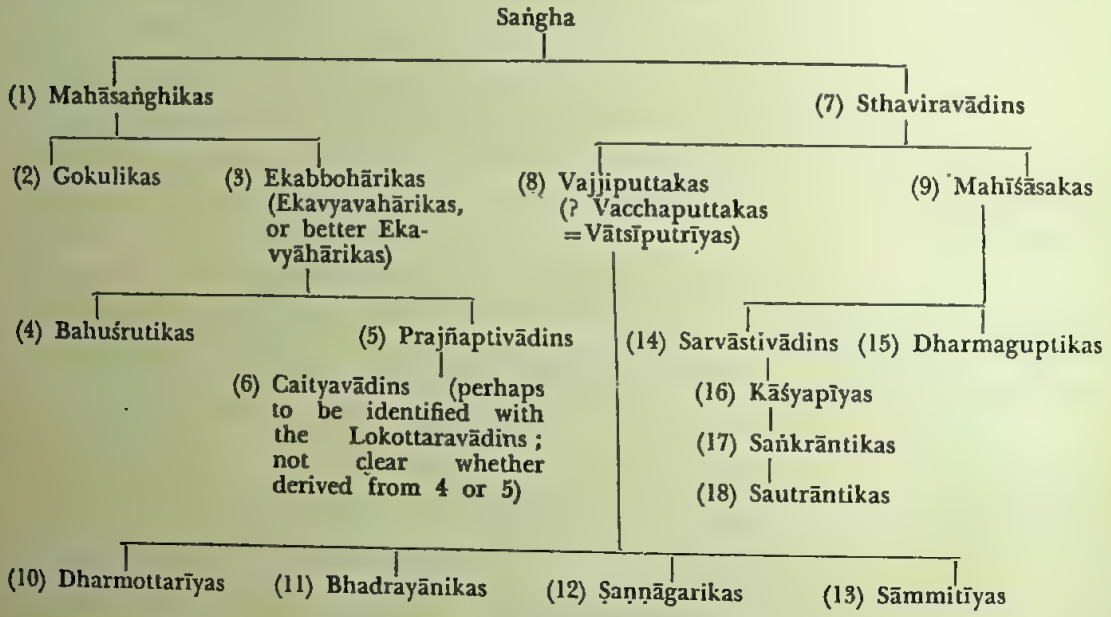 Saṅgha
(1) Mahāsaṅghikas
(7) Sthaviravādins
(2) Gokulikas
(3) Ekabbohārikas
(Ekavyavahārikas,
or better Eka-
vyāhārikas)
(8) Vajjiputtakas
(? Vacchaputtakas
=Vātsīputrīyas)
(9) Mahīśāsakas
(4) Bahuśrutikas
(5) Prajñaptivādins
(14) Sarvāstivādins
(15) Dharmaguptikas
(6) Caityavādins (perhaps
to be identified with
the Lokottaravādins ;
not clear whether
derived from 4 or 5)
(16) Kāśyapīyas
(17) Saṅkrāntikas
(18) Sautrāntikas
(10) Dharmottarīyas
(11) Bhadrayānikas
(12) Ṣaṇṇāgarikas
(13) Sāmmitīyas